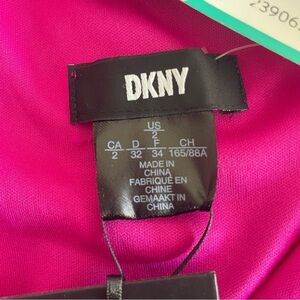 239065
DKNY
US
2
CA D F CH
2 32 34 165/88A
MADE IN
CHINA
FABRIQUÉ EN
CHINE
GEMAAKT IN
CHINA